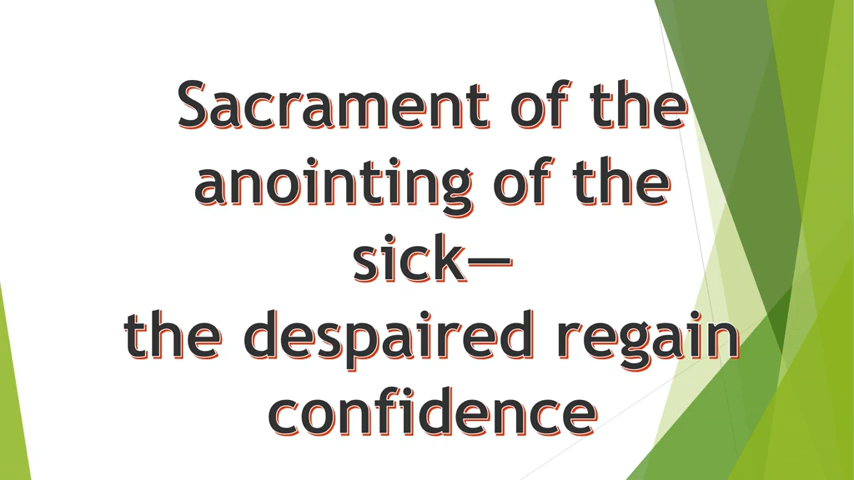 Sacrament of the
anointing of the
sick—
the despaired regain
confidence